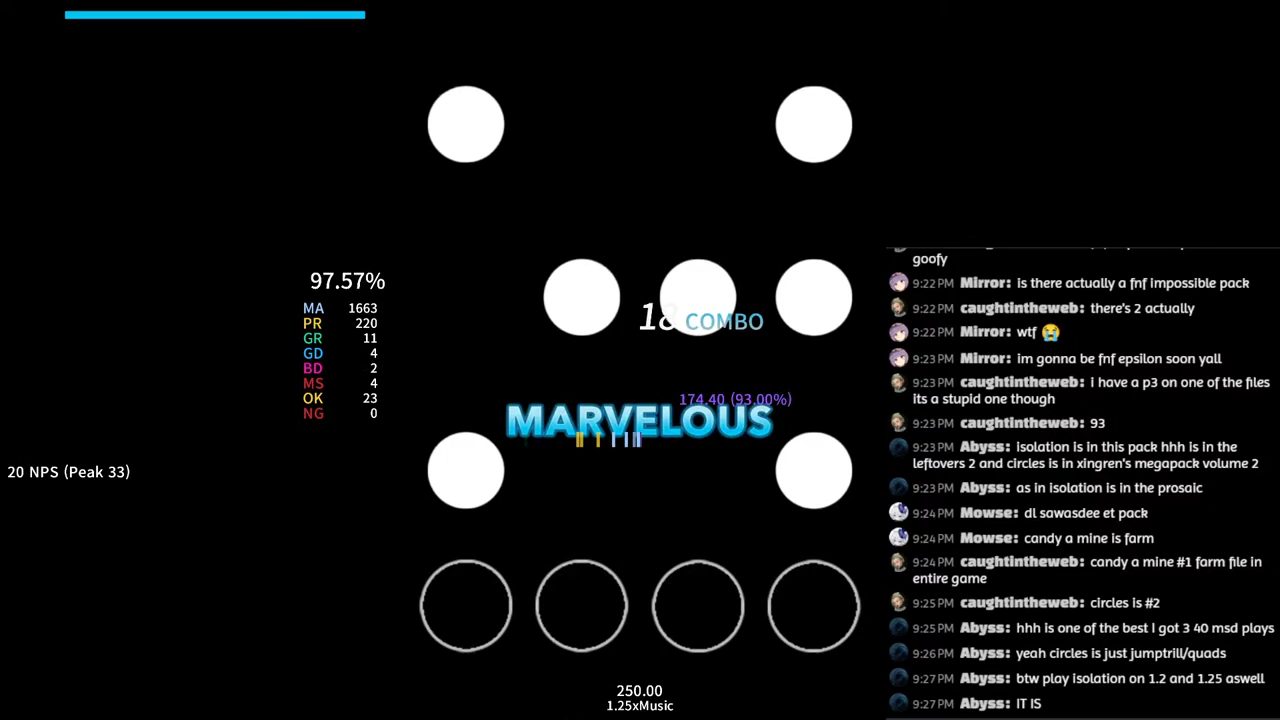 97.57%
MA 1663
PR 220
GR 11
GD 4
BD 2
MS 4
OK 23
NG 0
20 NPS (Peak 33)
18 COMBO
174.40 (93.00%)
MARVELOUS
250.00
1.25xMusic
goofy
9:22 PM Mirror: is there actually a fnf impossible pack
9:22 PM caughtintheweb: there's 2 actually
9:22 PM Mirror: wtf 😭
9:23 PM Mirror: im gonna be fnf epsilon soon yall
9:23 PM caughtintheweb: i have a p3 on one of the files
its a stupid one though
9:23 PM caughtintheweb: 93
9:23 PM Abyss: isolation is in this pack hhh is in the
leftovers 2 and circles is in xingren's megapack volume 2
9:23 PM Abyss: as in isolation is in the prosaic
9:24 PM Mowse: dl sawasdee et pack
9:24 PM Mowse: candy a mine is farm
9:24 PM caughtintheweb: candy a mine #1 farm file in
entire game
9:25 PM caughtintheweb: circles is #2
9:25 PM Abyss: hhh is one of the best I got 3 40 msd plays
9:26 PM Abyss: yeah circles is just jumptrill/quads
9:27 PM Abyss: btw play isolation on 1.2 and 1.25 aswell
9:27 PM Abyss: IT IS